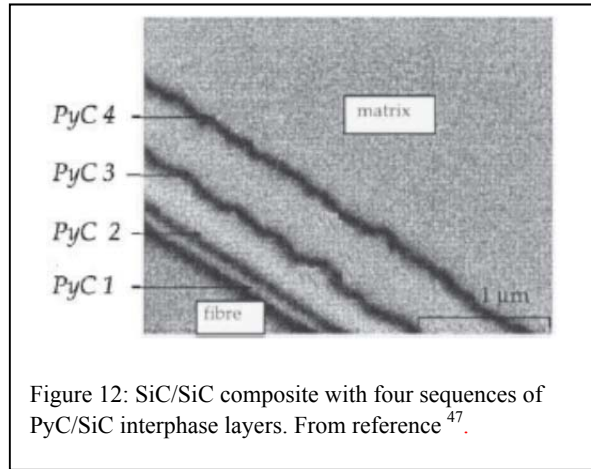 PyC 4
matrix
PyC 3
PyC 2
PyC 1
1 µm
fibre
Figure 12: SiC/SiC composite with four sequences of
PyC/SiC interphase layers. From reference 47.